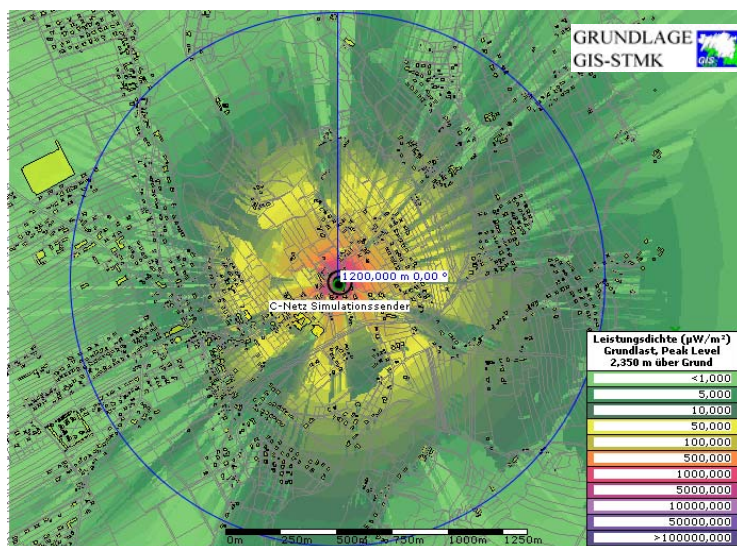 GRUNDLAGE
GIS-STMK
GIS
1200,000 m 0,00 °
C-Netz Simulationssender
Leistungsdichte (µW/m²)
Grundlast, Peak Level
2,350 m über Grund
<1,000
5,000
10,000
50,000
100,000
500,000
1000,000
5000,000
10000,000
50000,000
>100000,000
0m 250m 500m 750m 1000m 1250m